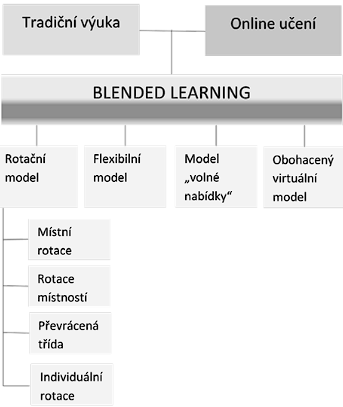 Tradiční výuka
Online učení
BLENDED LEARNING
Rotační
model
Flexibilní
model
Model
„volné
nabídky“
Obohacený
virtuální
model
Místní
rotace
Rotace
místností
Převrácená
třída
Individuální
rotace